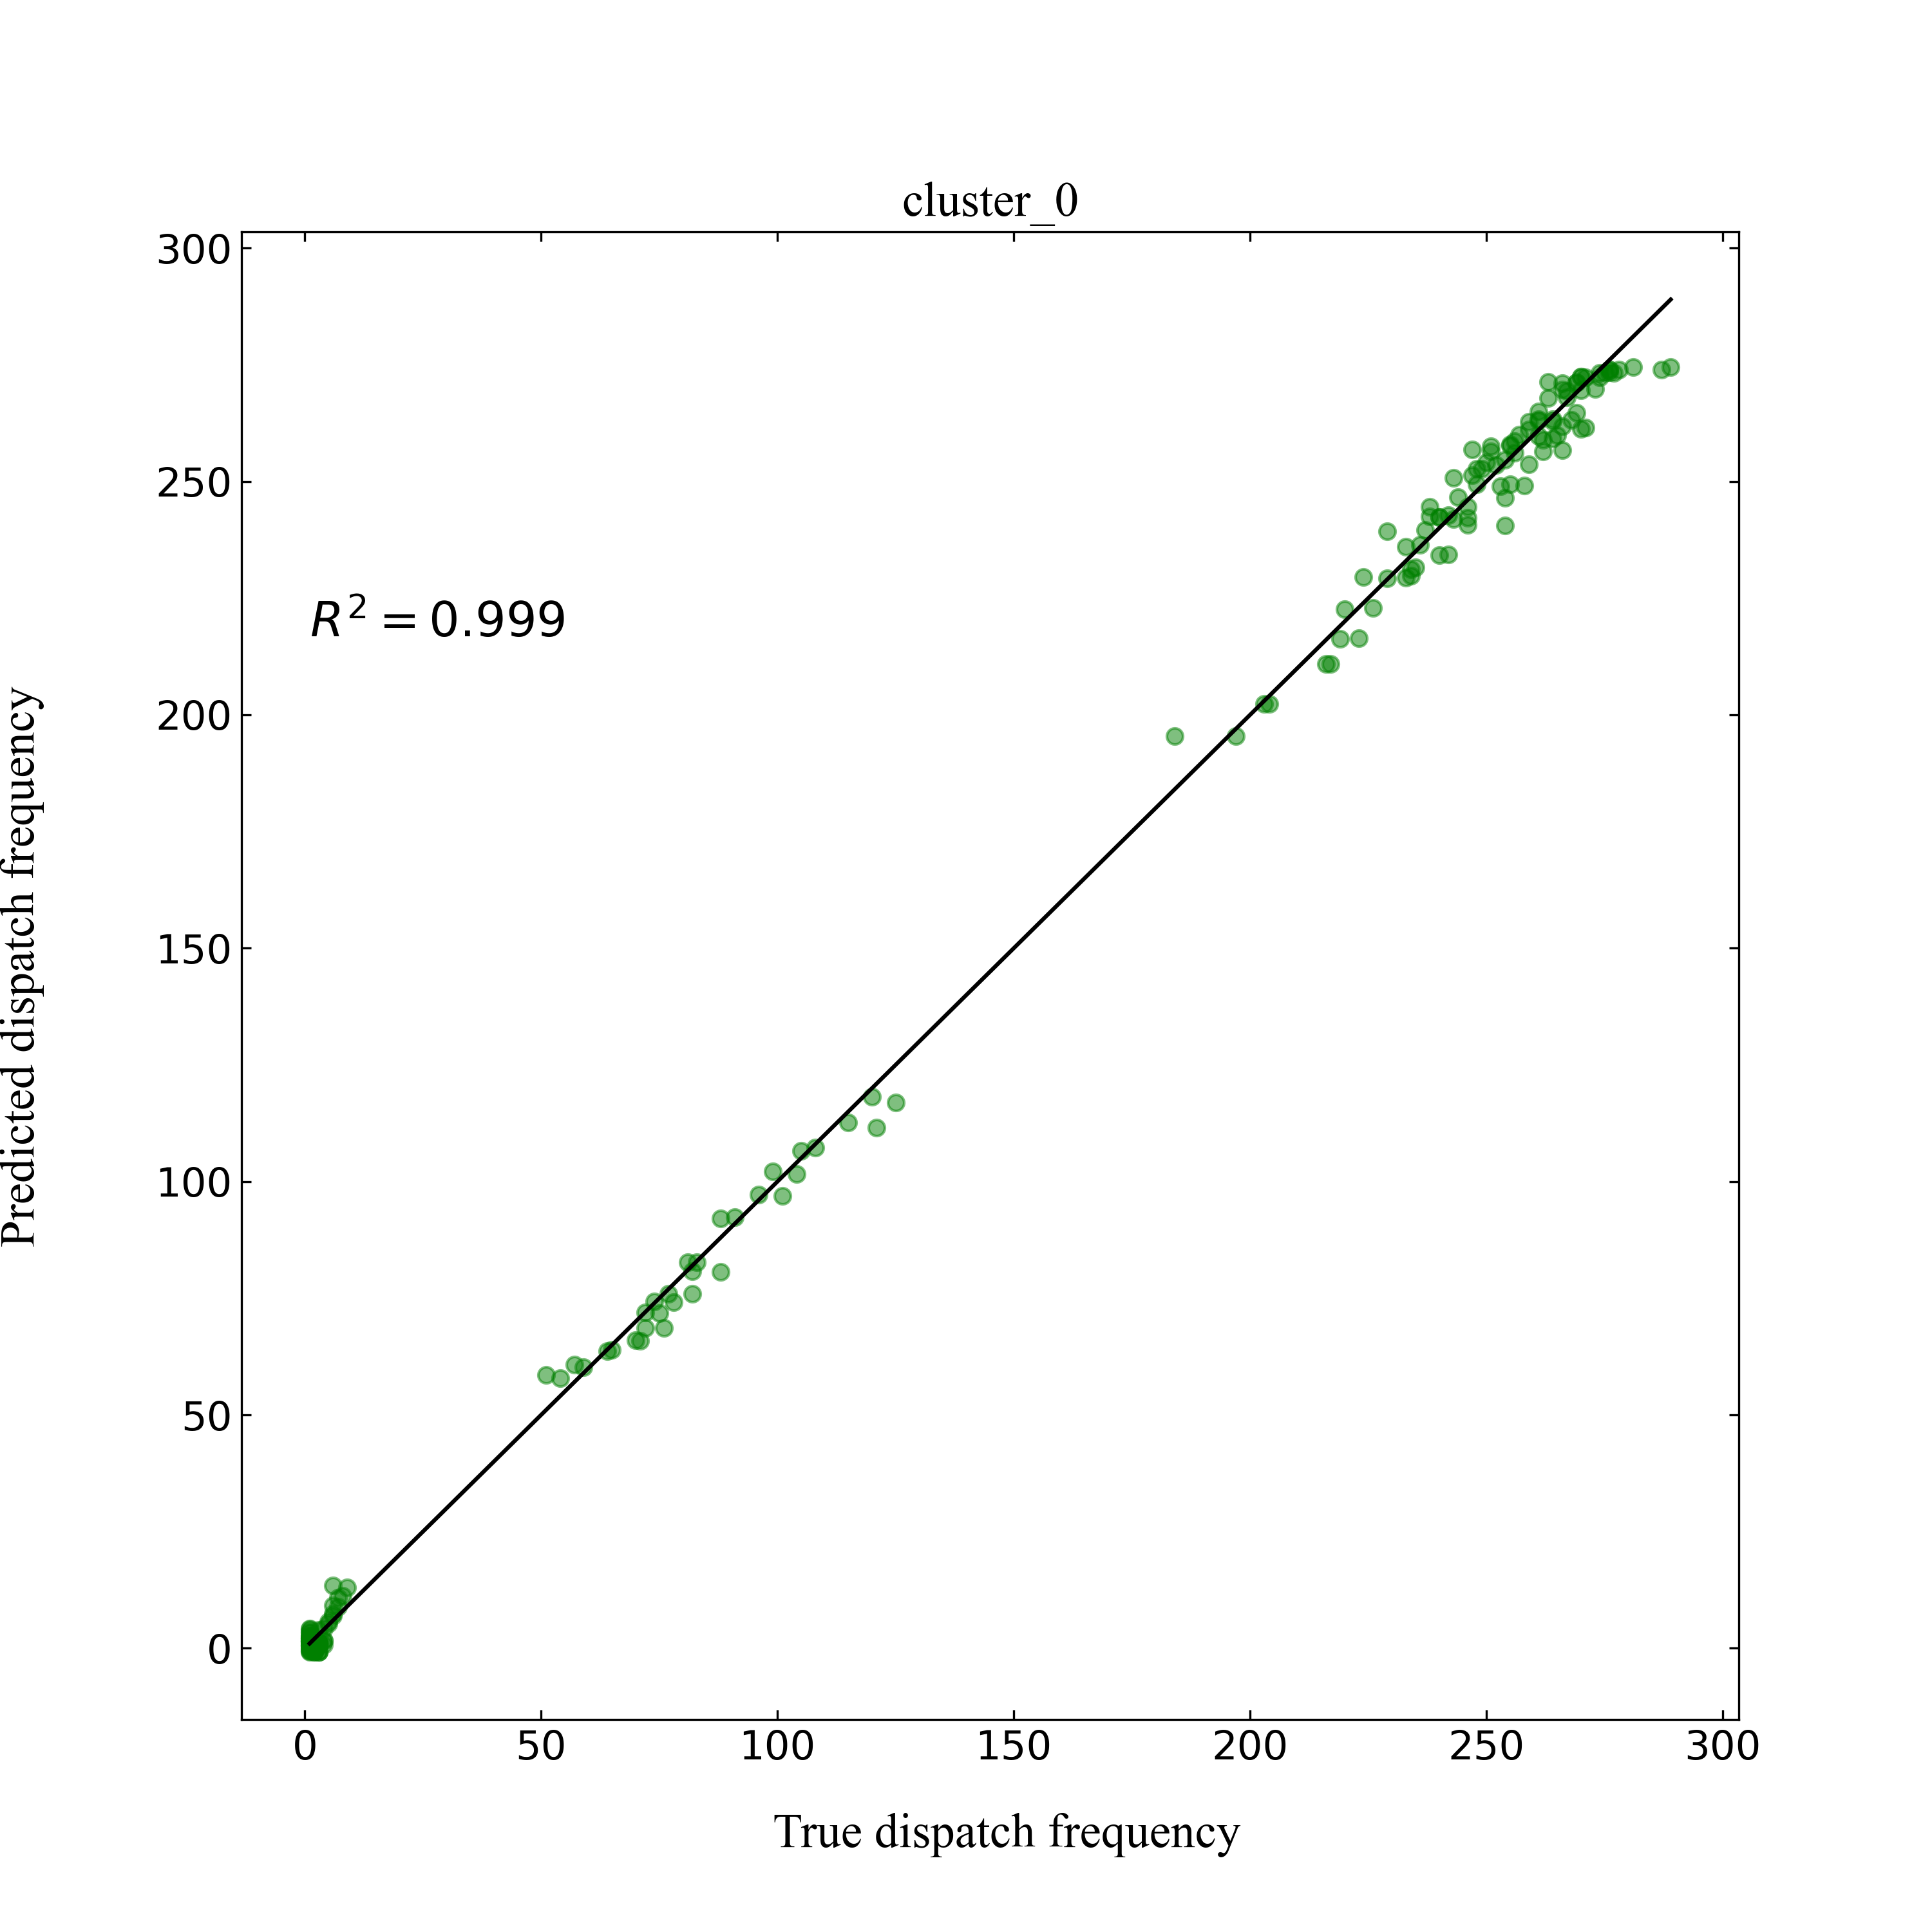 cluster_0
300
250
200
150
100
50
0
R² = 0.999
Predicted dispatch frequency
0 50 100 150 200 250 300
True dispatch frequency